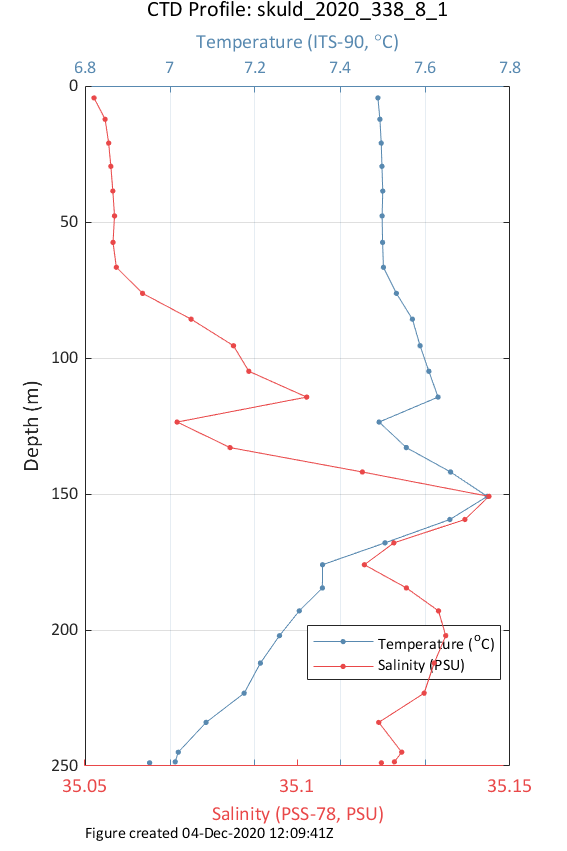 CTD Profile: skuld_2020_338_8_1
Temperature (ITS-90, °C)
6.8 7 7.2 7.4 7.6 7.8
0
50
100
150
200
250
Depth (m)
Temperature (°C)
Salinity (PSU)
35.05 35.1 35.15
Salinity (PSS-78, PSU)
Figure created 04-Dec-2020 12:09:41Z